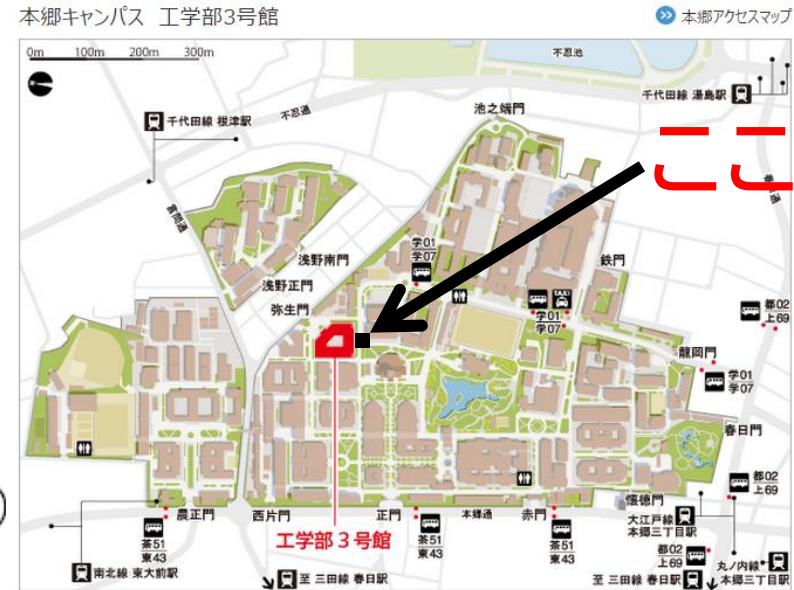 本郷キャンパス 工学部3号館
本郷アクセスマップ
0m 100m 200m 300m
不忍池
千代田線 湯島駅
千代田線 根津駅
不忍通
池之端門
ここ
春日通
言問通
学01
学07
浅野南門
鉄門
浅野正門
弥生門
TAXI
学01
学07
都02
上69
龍岡門
学01
学07
春日門
都02
上69
懐徳門
農正門
西片門
正門
本郷通
赤門
大江戸線
本郷三丁目駅
茶51
東43
工学部3号館
茶51
東43
茶51
東43
都02
上69
丸ノ内線
本郷三丁目駅
南北線 東大前駅
至 三田線 春日駅
至 三田線 春日駅